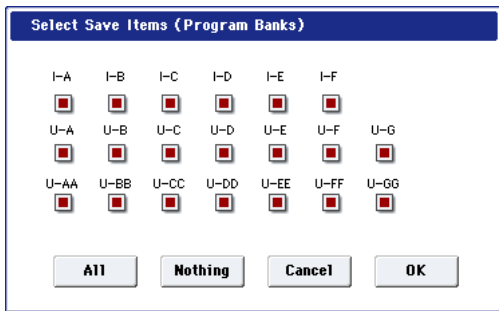 Select Save Items (Program Banks)
I-A I-B I-C I-D I-E I-F
U-A U-B U-C U-D U-E U-F U-G
U-AA U-BB U-CC U-DD U-EE U-FF U-GG
All Nothing Cancel OK